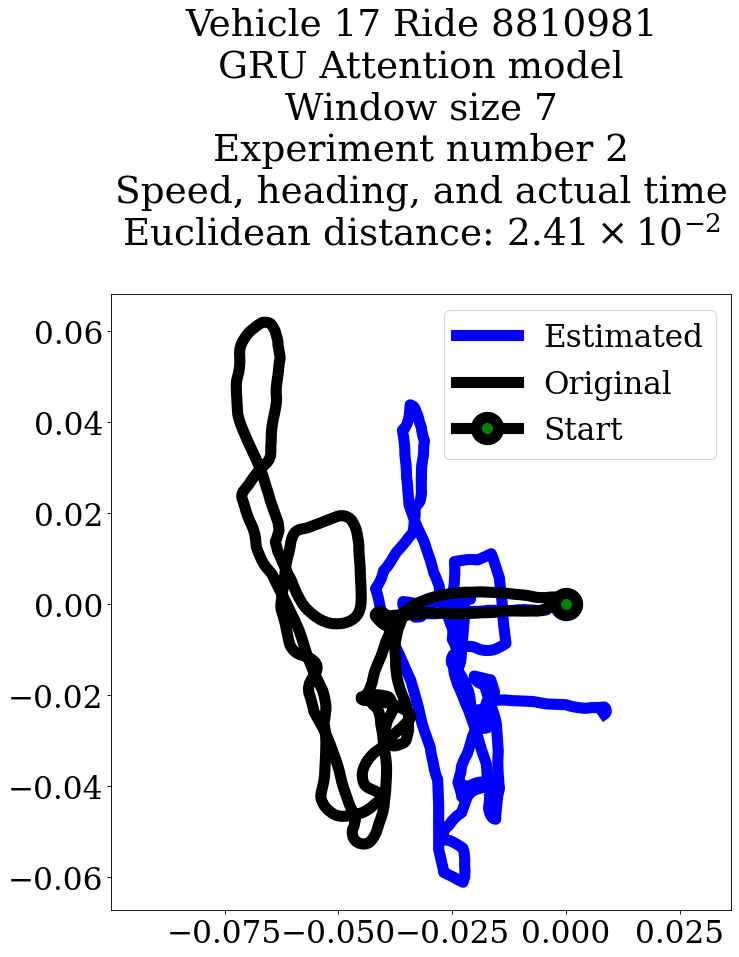 Vehicle 17 Ride 8810981
GRU Attention model
Window size 7
Experiment number 2
Speed, heading, and actual time
Euclidean distance: 2.41 × 10⁻²
Estimated
Original
Start
0.06
0.04
0.02
0.00
−0.02
−0.04
−0.06
−0.075 −0.050 −0.025 0.000 0.025